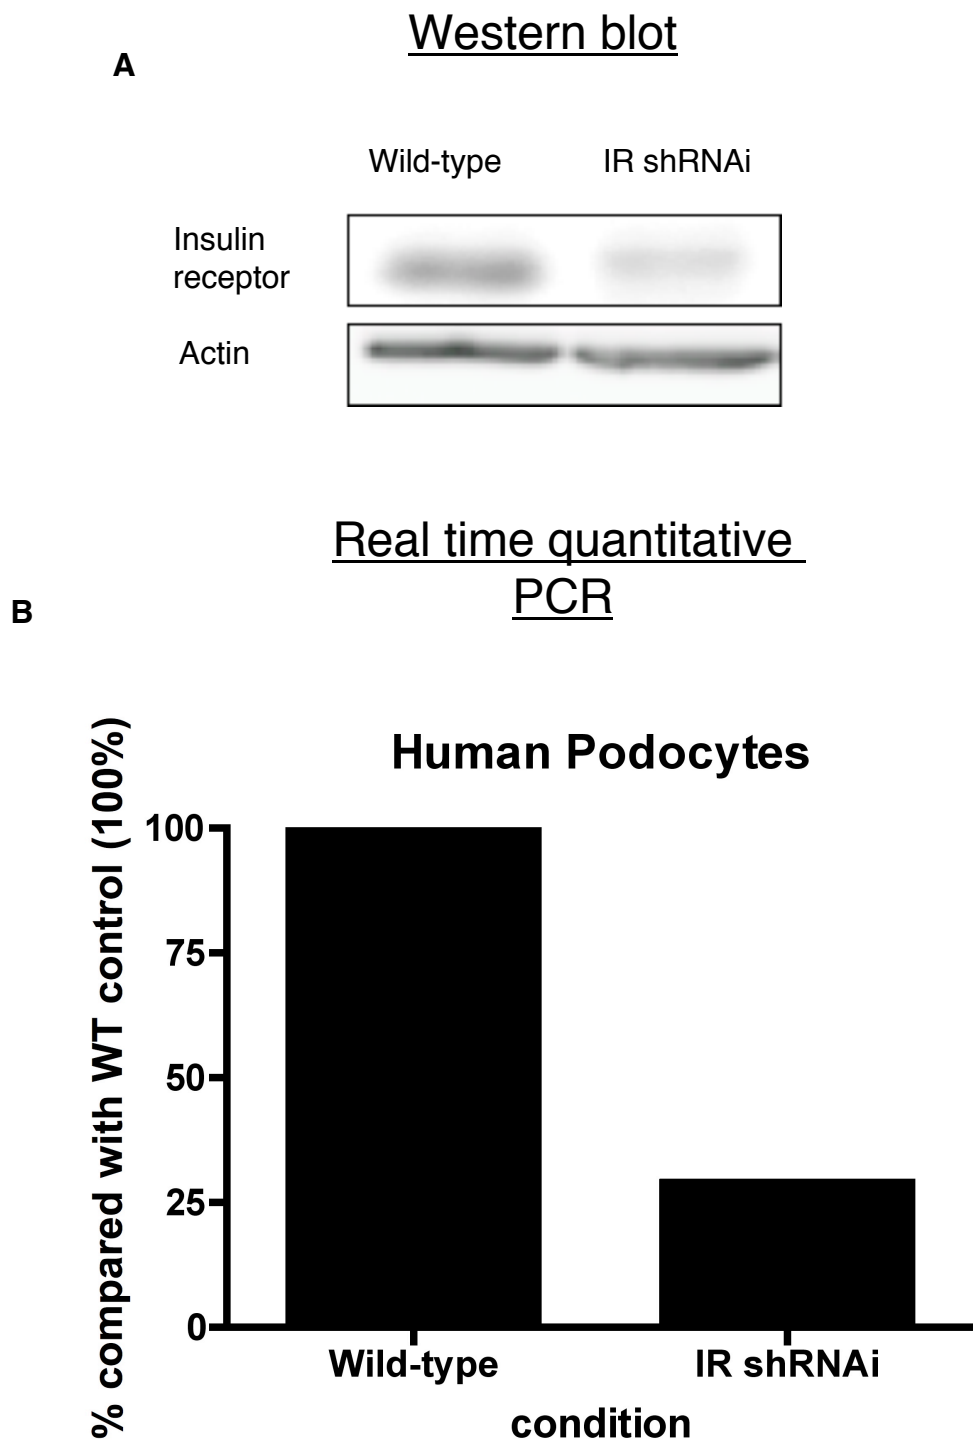 Western blot
A
Wild-type IR shRNAi
Insulin
receptor
Actin
Real time quantitative
PCR
B
Human Podocytes
% compared with WT control (100%)
100
75
50
25
0
Wild-type IR shRNAi
condition